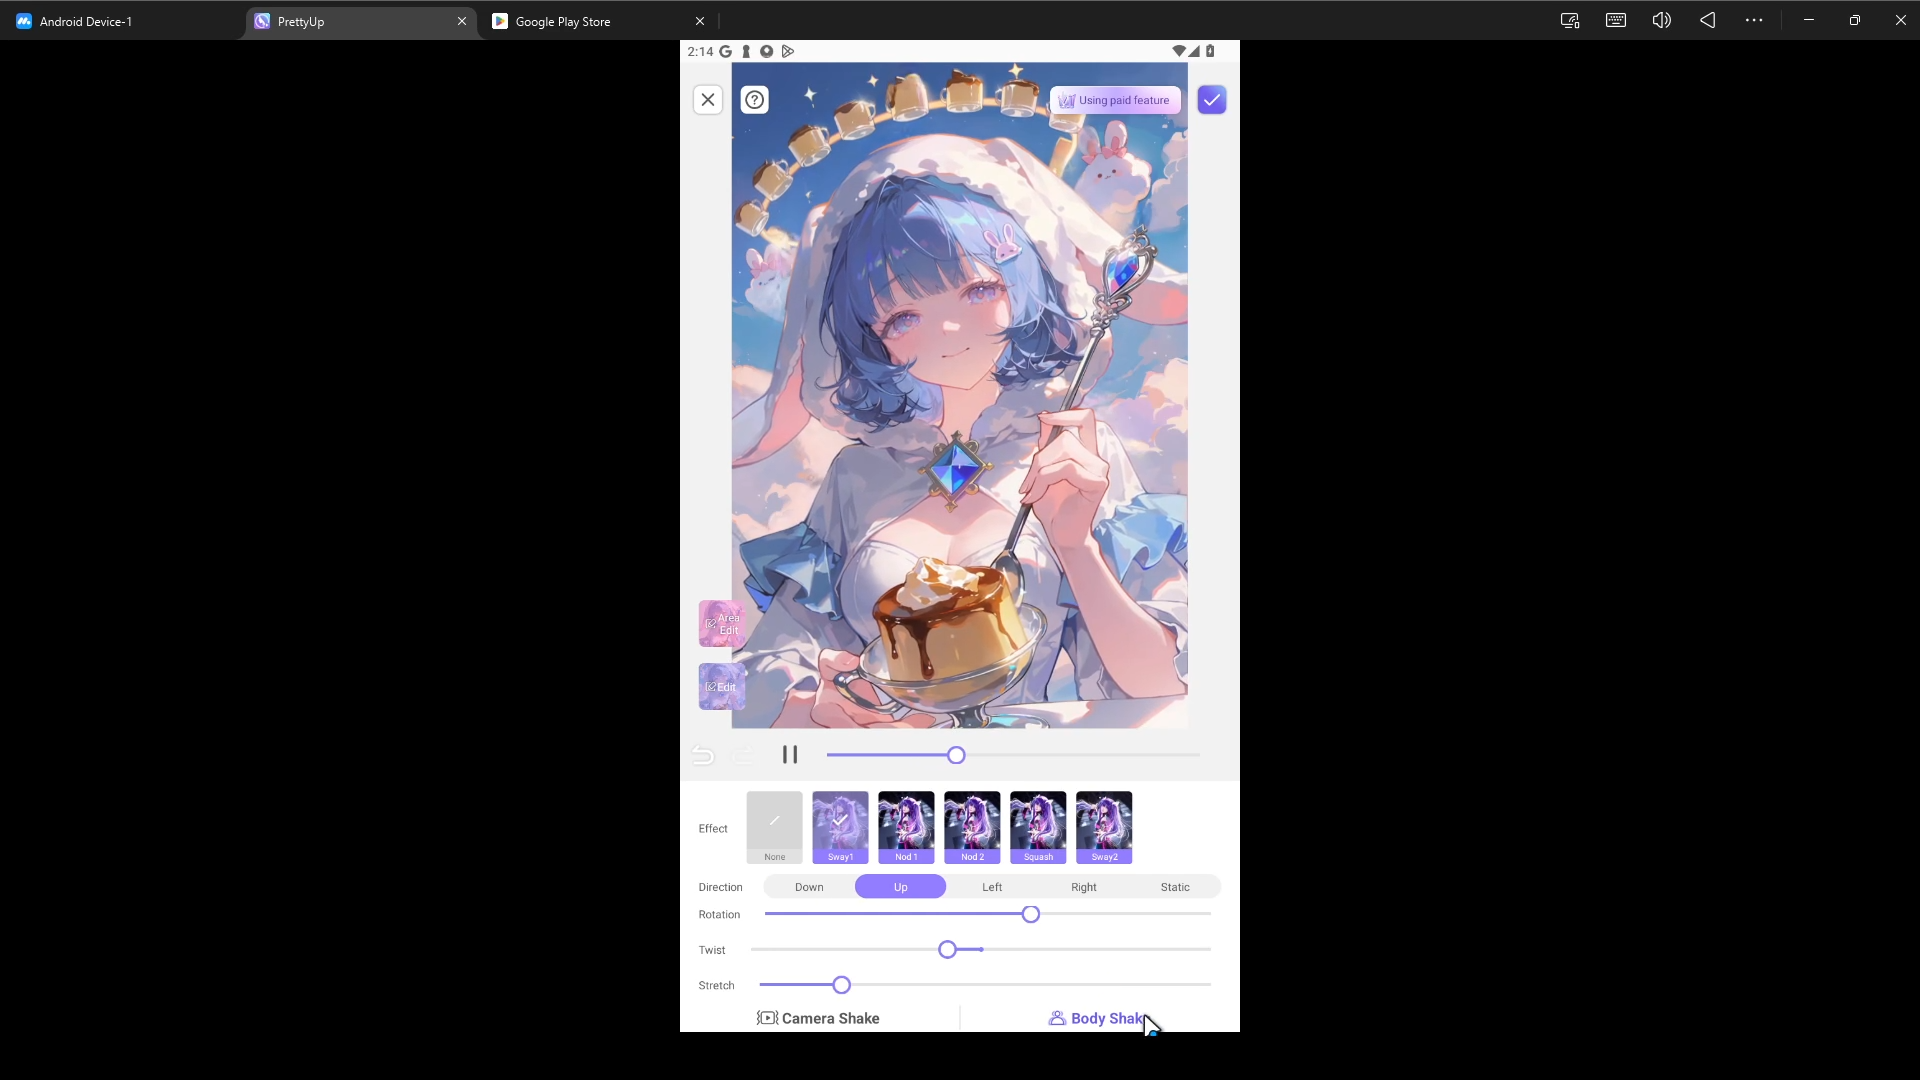 Android Device-1
PrettyUp
Google Play Store
2:14
Using paid feature
Area
Edit
Edit
Effect
None
Sway1
Nod 1
Nod 2
Squash
Sway2
Direction
Down
Up
Left
Right
Static
Rotation
Twist
Stretch
Camera Shake
Body Shak